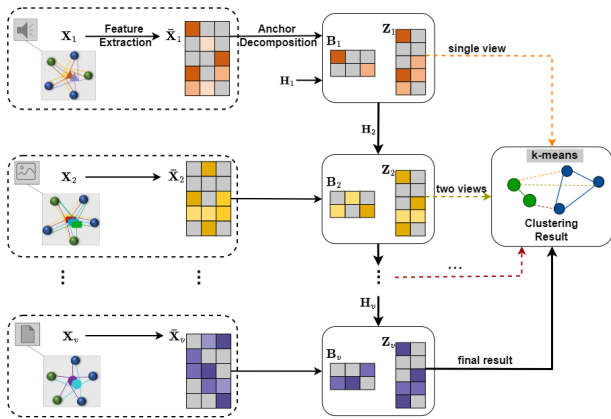 X₁ Feature Extraction X̄₁ Anchor Decomposition
B₁ Z₁
single view
H₁
H₂
k-means
X₂ X̄₂
B₂ Z₂
two views
Clustering
Result
⋮ ⋮ ⋮ ...
Hᵥ
Xᵥ X̄ᵥ
Bᵥ Zᵥ
final result